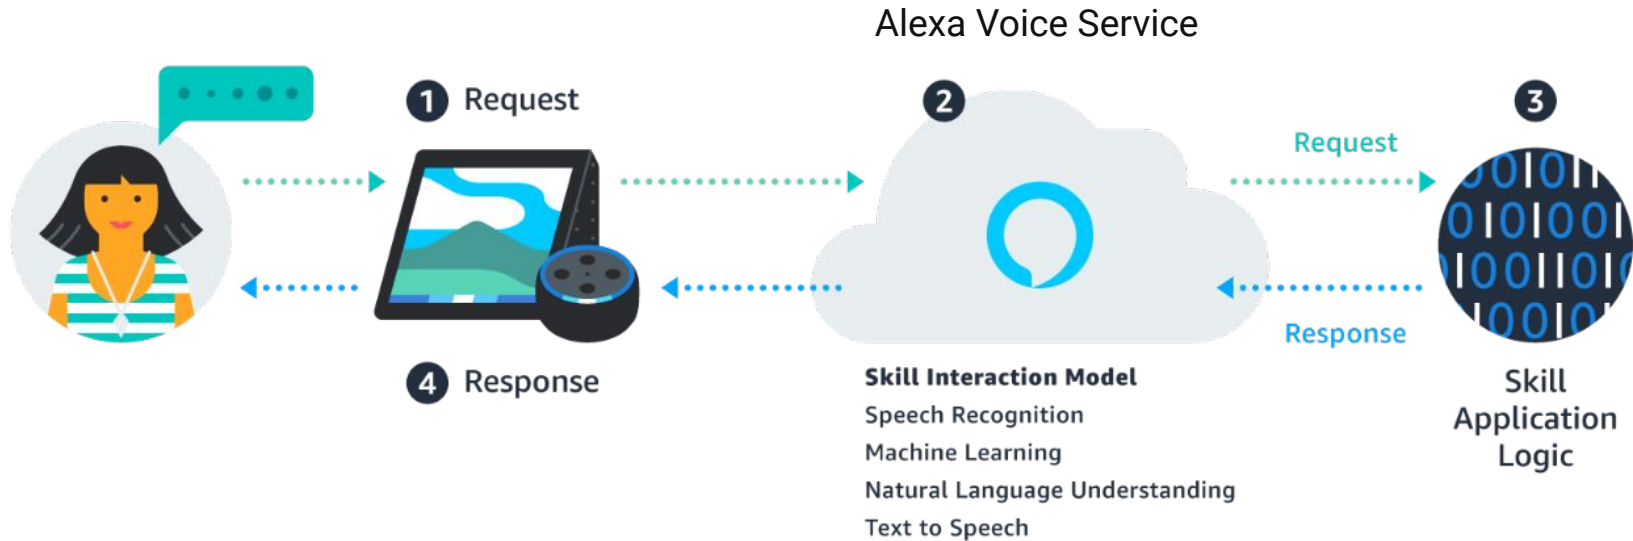 Alexa Voice Service
1 Request
2
3
Request
Response
4 Response
Skill Interaction Model
Speech Recognition
Machine Learning
Natural Language Understanding
Text to Speech
Skill
Application
Logic